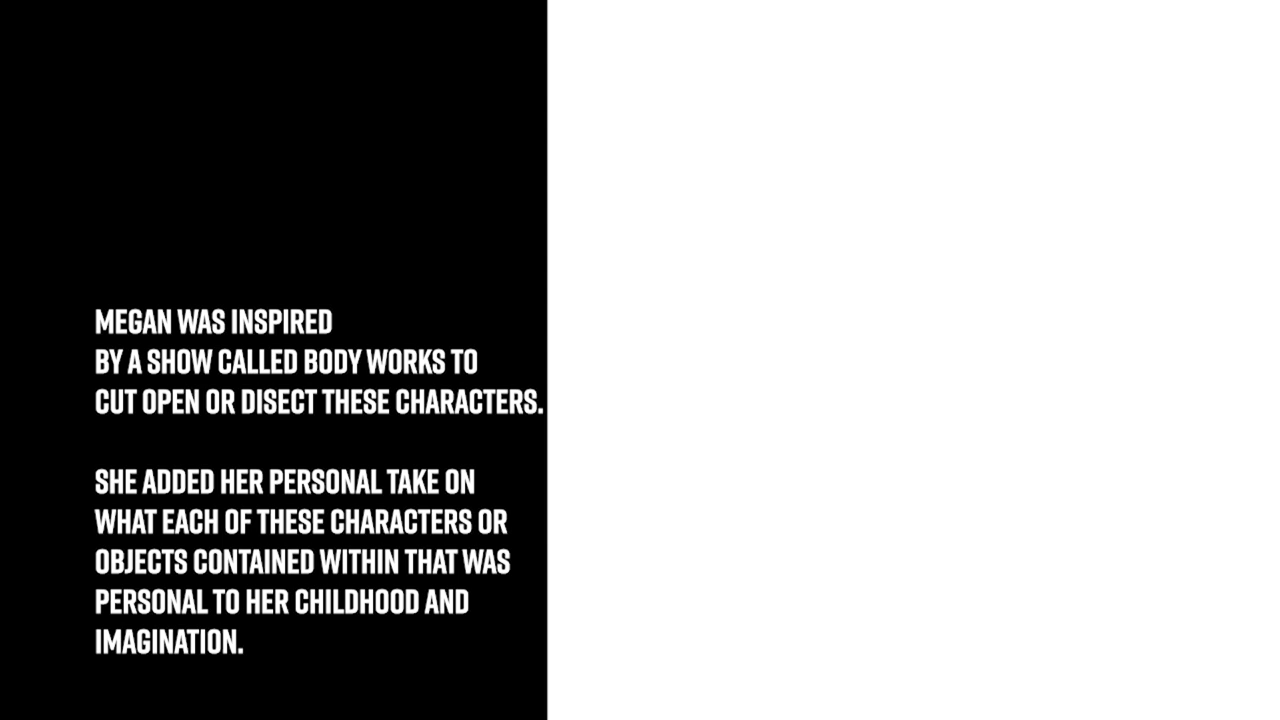 MEGAN WAS INSPIRED
BY A SHOW CALLED BODY WORKS TO
CUT OPEN OR DISECT THESE CHARACTERS.
SHE ADDED HER PERSONAL TAKE ON
WHAT EACH OF THESE CHARACTERS OR
OBJECTS CONTAINED WITHIN THAT WAS
PERSONAL TO HER CHILDHOOD AND
IMAGINATION.